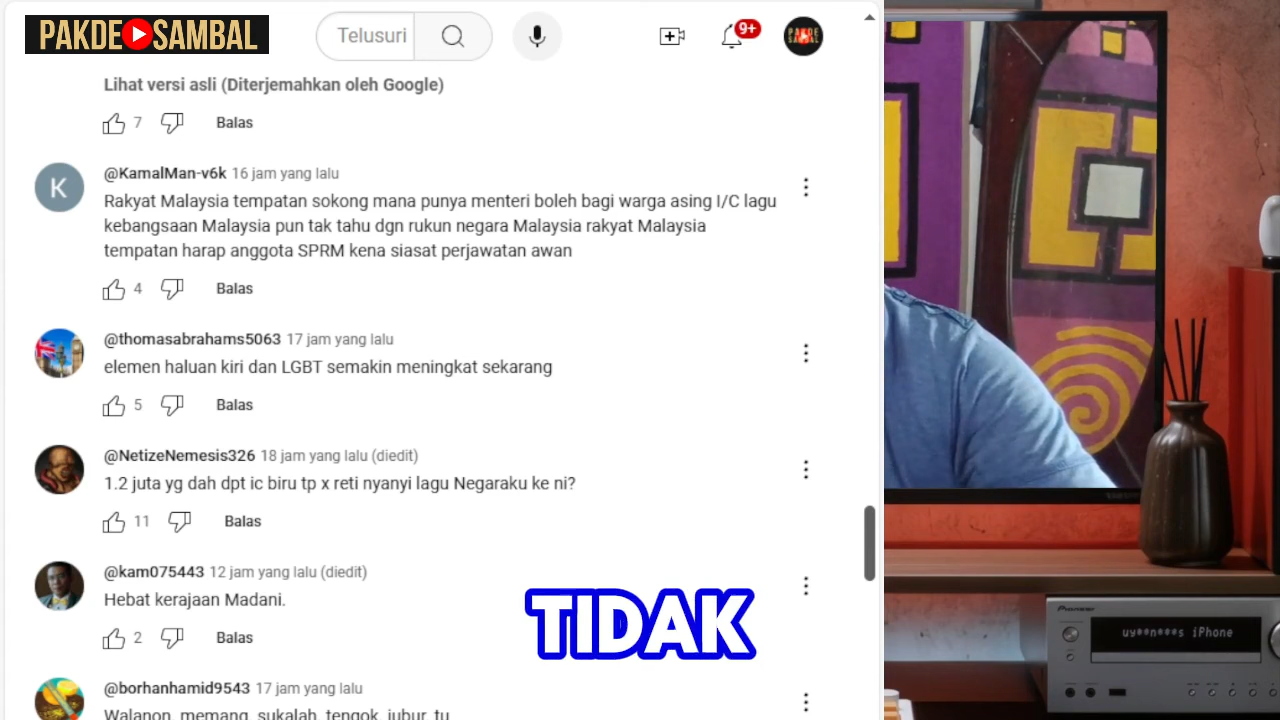 PAKDE SAMBAL
Telusuri
9+
Lihat versi asli (Diterjemahkan oleh Google)
7 Balas
K
@KamalMan-v6k 16 jam yang lalu
Rakyat Malaysia tempatan sokong mana punya menteri boleh bagi warga asing I/C lagu
kebangsaan Malaysia pun tak tahu dgn rukun negara Malaysia rakyat Malaysia
tempatan harap anggota SPRM kena siasat perjawatan awan
4 Balas
@thomasabrahams5063 17 jam yang lalu
elemen haluan kiri dan LGBT semakin meningkat sekarang
5 Balas
@NetizeNemesis326 18 jam yang lalu (diedit)
1.2 juta yg dah dpt ic biru tp x reti nyanyi lagu Negaraku ke ni?
11 Balas
@kam075443 12 jam yang lalu (diedit)
Hebat kerajaan Madani.
2 Balas
@borhanhamid9543 17 jam yang lalu
Walanon, memang, sukalah, tengok, jubur, tu
TIDAK
Pioneer
iPhone